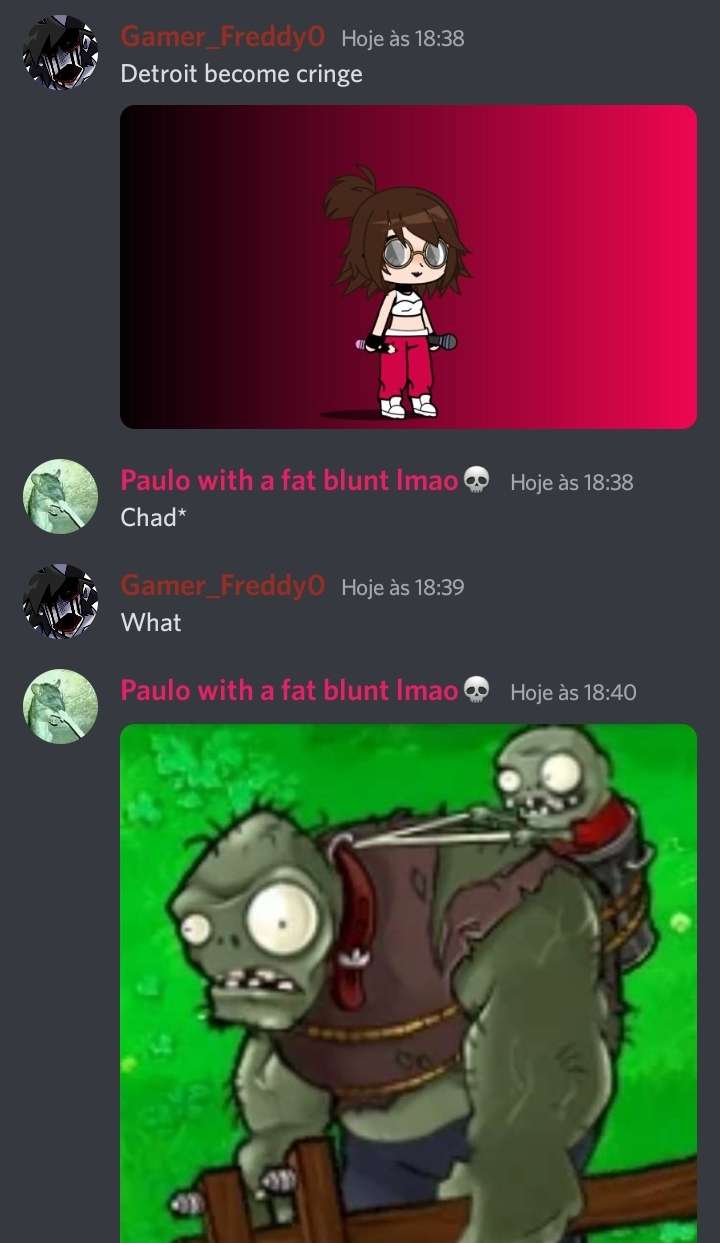 Gamer_Freddy0 Hoje às 18:38
Detroit become cringe
Paulo with a fat blunt lmao💀 Hoje às 18:38
Chad*
Gamer_Freddy0 Hoje às 18:39
What
Paulo with a fat blunt lmao💀 Hoje às 18:40